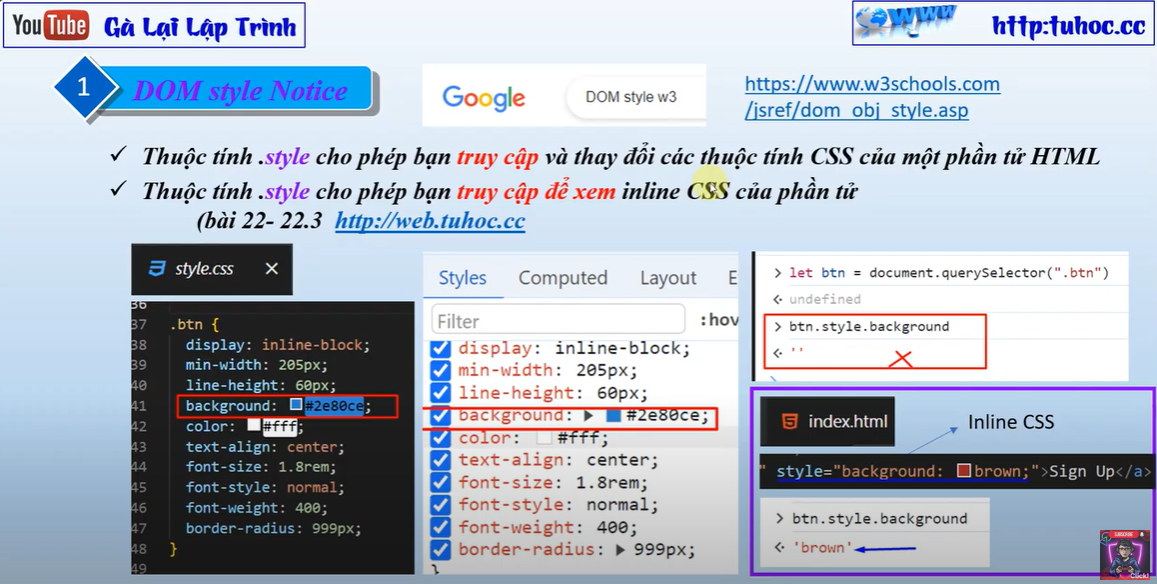 YouTube Gà Lại Lập Trình
WWW http:tuhoc.cc
1 DOM style Notice
Google DOM style w3
https://www.w3schools.com
/jsref/dom_obj_style.asp
✓ Thuộc tính .style cho phép bạn truy cập và thay đổi các thuộc tính CSS của một phần tử HTML
✓ Thuộc tính .style cho phép bạn truy cập để xem inline CSS của phần tử
(bài 22- 22.3 http://web.tuhoc.cc
style.css ×
36
37 .btn {
38 display: inline-block;
39 min-width: 205px;
40 line-height: 60px;
41 background: #2e80ce;
42 color: #fff;
43 text-align: center;
44 font-size: 1.8rem;
45 font-style: normal;
46 font-weight: 400;
47 border-radius: 999px;
48 }
49
Styles Computed Layout E
Filter :hov
display: inline-block;
min-width: 205px;
line-height: 60px;
background: ▶ #2e80ce;
color: #fff;
text-align: center;
font-size: 1.8rem;
font-style: normal;
font-weight: 400;
border-radius: ▶ 999px;
}
> let btn = document.querySelector(".btn")
<· undefined
> btn.style.background
<· ''
index.html Inline CSS
" style="background: brown;">Sign Up</a>
> btn.style.background
<· 'brown'